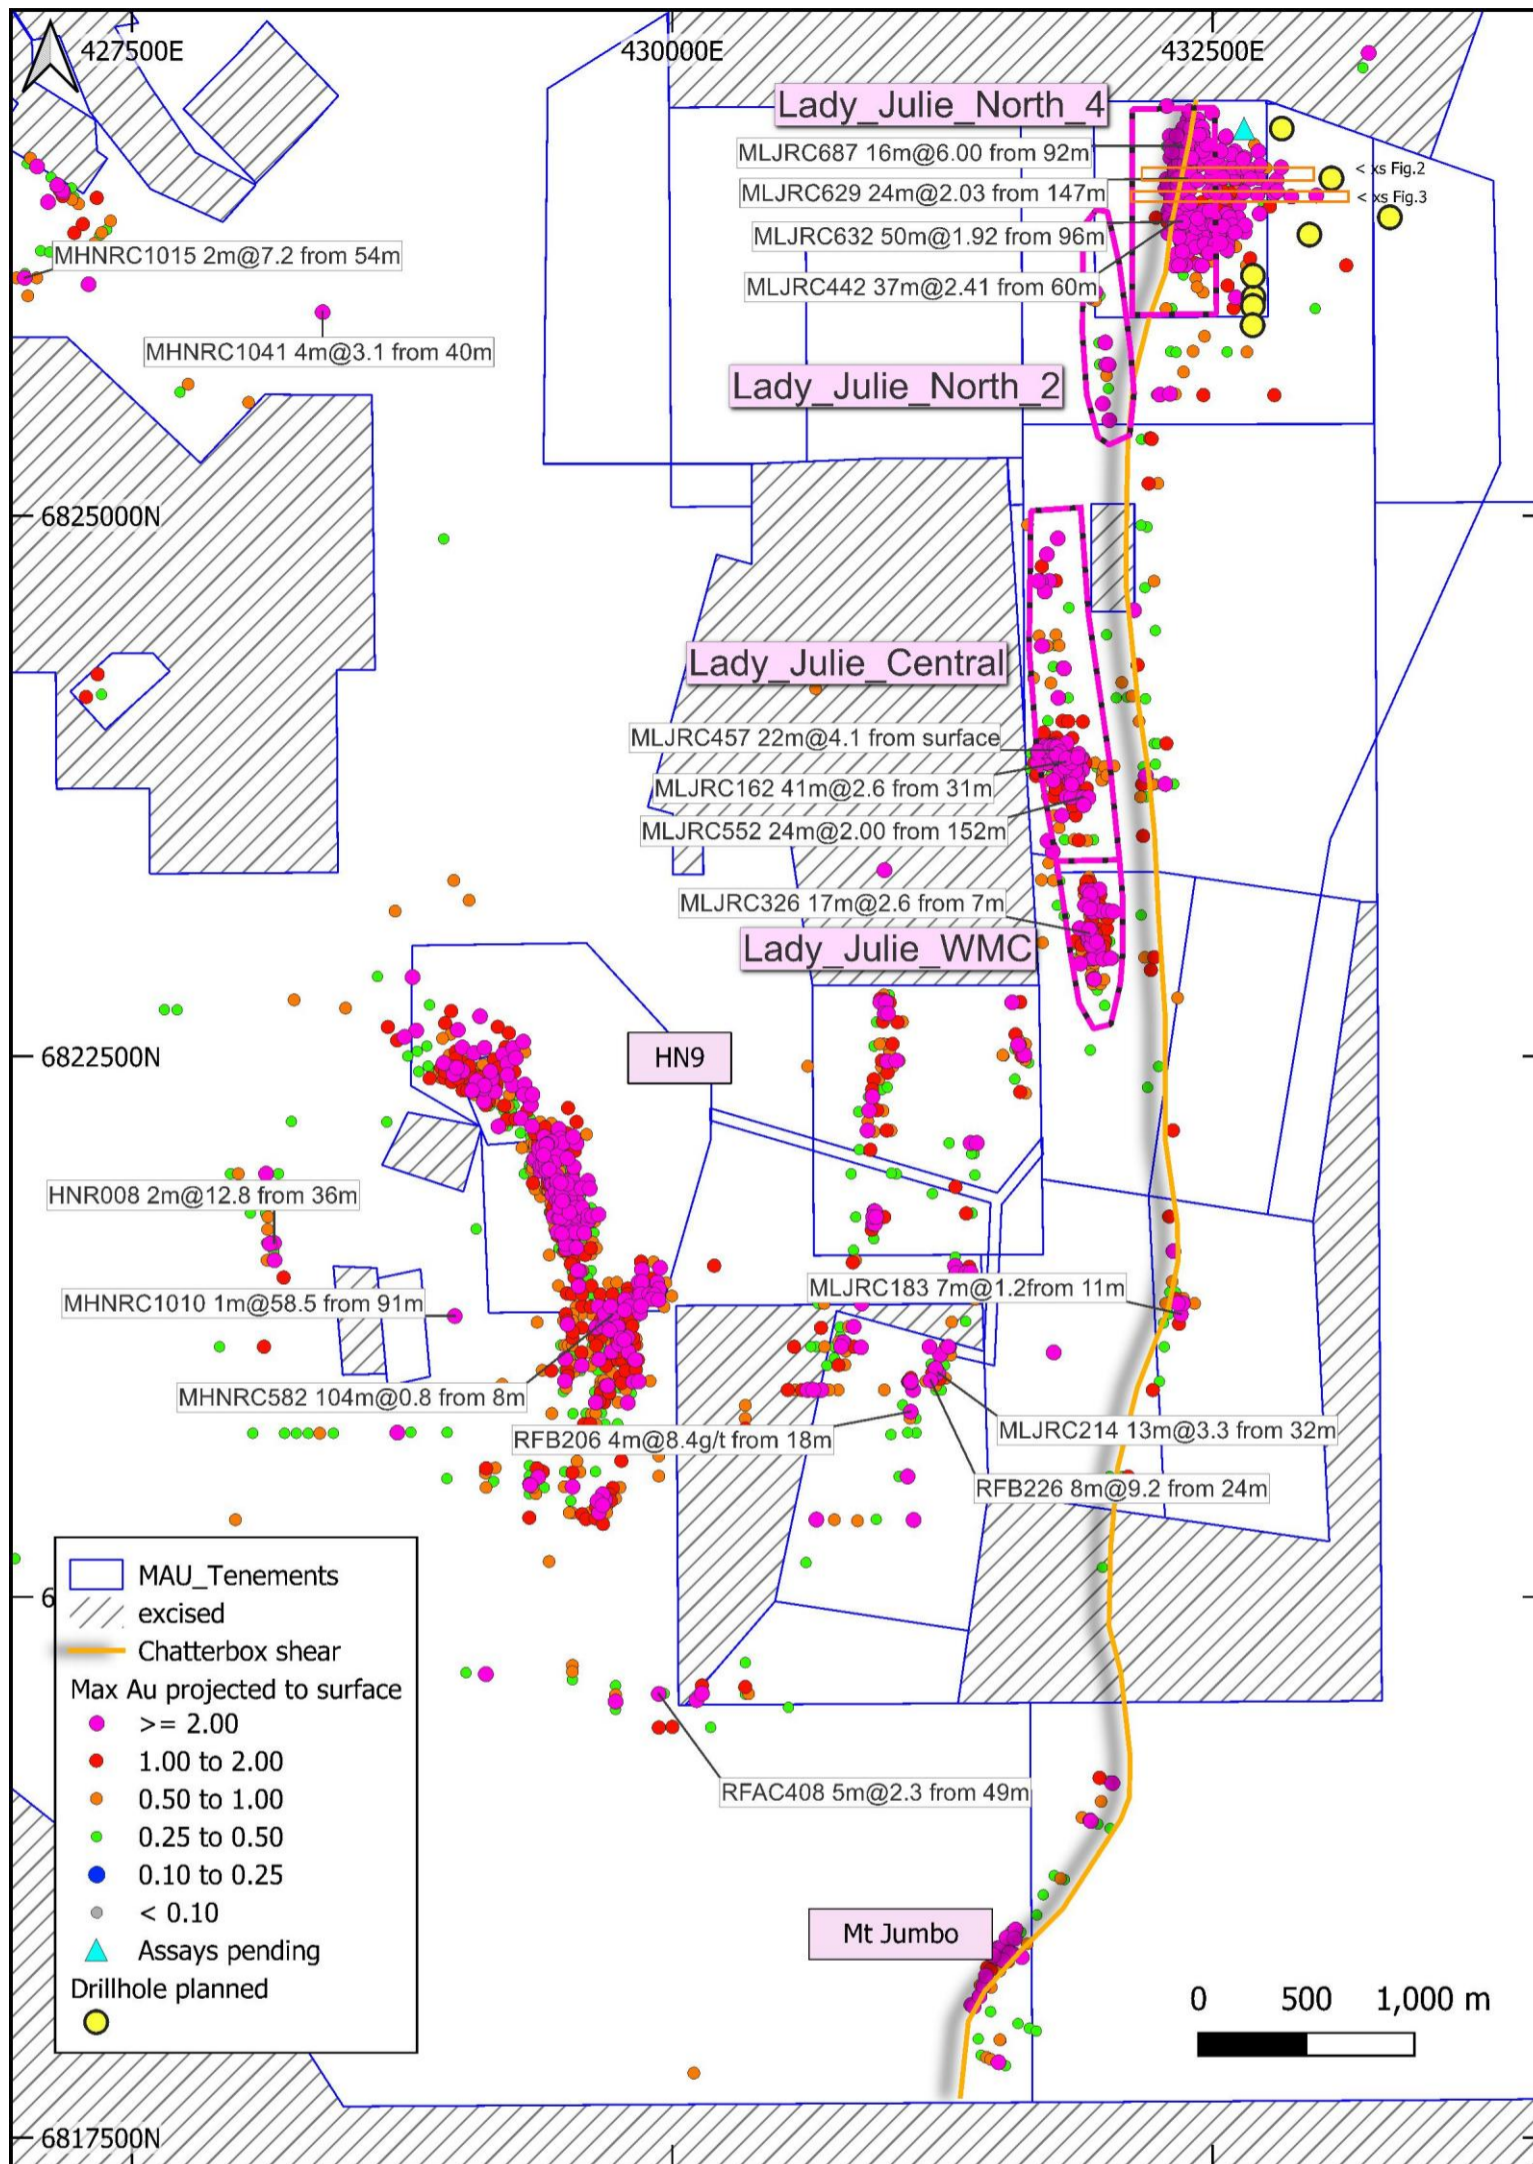 427500E
430000E
432500E
Lady_Julie_North_4
MLJRC687 16m@6.00 from 92m
< xs Fig.2
MLJRC629 24m@2.03 from 147m
< xs Fig.3
MLJRC632 50m@1.92 from 96m
MHNRC1015 2m@7.2 from 54m
MLJRC442 37m@2.41 from 60m
MHNRC1041 4m@3.1 from 40m
Lady_Julie_North_2
6825000N
Lady_Julie_Central
MLJRC457 22m@4.1 from surface
MLJRC162 41m@2.6 from 31m
MLJRC552 24m@2.00 from 152m
MLJRC326 17m@2.6 from 7m
Lady_Julie_WMC
6822500N
HN9
HNR008 2m@12.8 from 36m
MLJRC183 7m@1.2from 11m
MHNRC1010 1m@58.5 from 91m
MHNRC582 104m@0.8 from 8m
MLJRC214 13m@3.3 from 32m
RFB206 4m@8.4g/t from 18m
RFB226 8m@9.2 from 24m
6
MAU_Tenements
excised
Chatterbox shear
Max Au projected to surface
>= 2.00
1.00 to 2.00
0.50 to 1.00
0.25 to 0.50
0.10 to 0.25
< 0.10
Assays pending
Drillhole planned
RFAC408 5m@2.3 from 49m
Mt Jumbo
0 500 1,000 m
6817500N